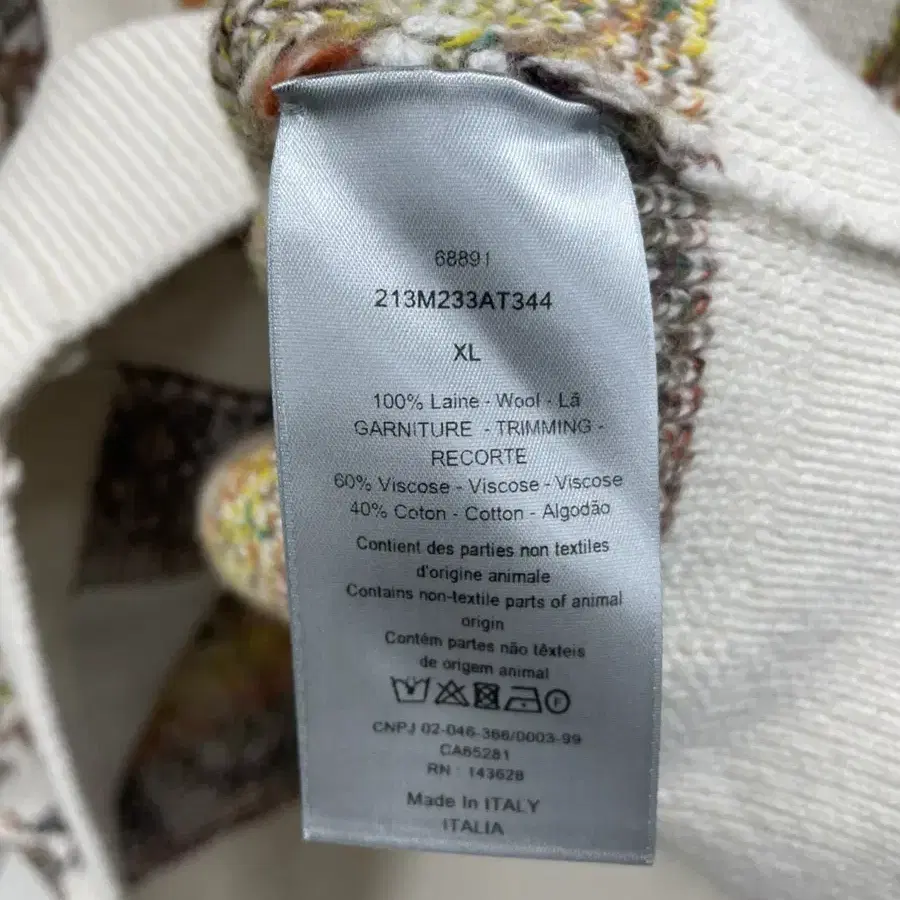 68891
213M233AT344
XL
100% Laine - Wool - Lã
GARNITURE - TRIMMING -
RECORTE
60% Viscose - Viscose - Viscose
40% Coton - Cotton - Algodão
Contient des parties non textiles
d'origine animale
Contains non-textile parts of animal
origin
Contém partes não têxteis
de origem animal
F
CNPJ 02-046-366/0003-99
CA65281
RN : 143628
Made In ITALY
ITALIA